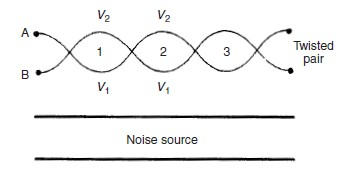 V2 V2
A
1 2 3
Twisted
pair
B
V1 V1
Noise source